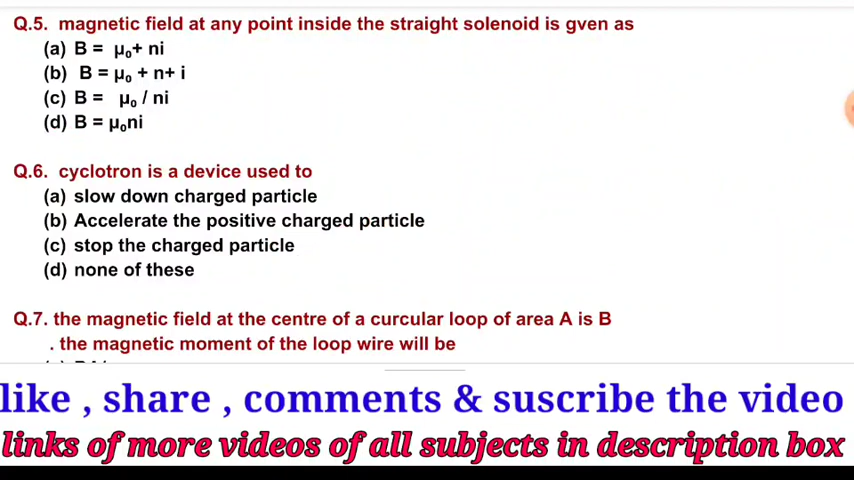 Q.5. magnetic field at any point inside the straight solenoid is gven as
(a) B = μ₀+ ni
(b) B = μ₀ + n+ i
(c) B = μ₀ / ni
(d) B = μ₀ni
Q.6. cyclotron is a device used to
(a) slow down charged particle
(b) Accelerate the positive charged particle
(c) stop the charged particle
(d) none of these
Q.7. the magnetic field at the centre of a curcular loop of area A is B
. the magnetic moment of the loop wire will be
like , share , comments & suscribe the video
links of more videos of all subjects in description box